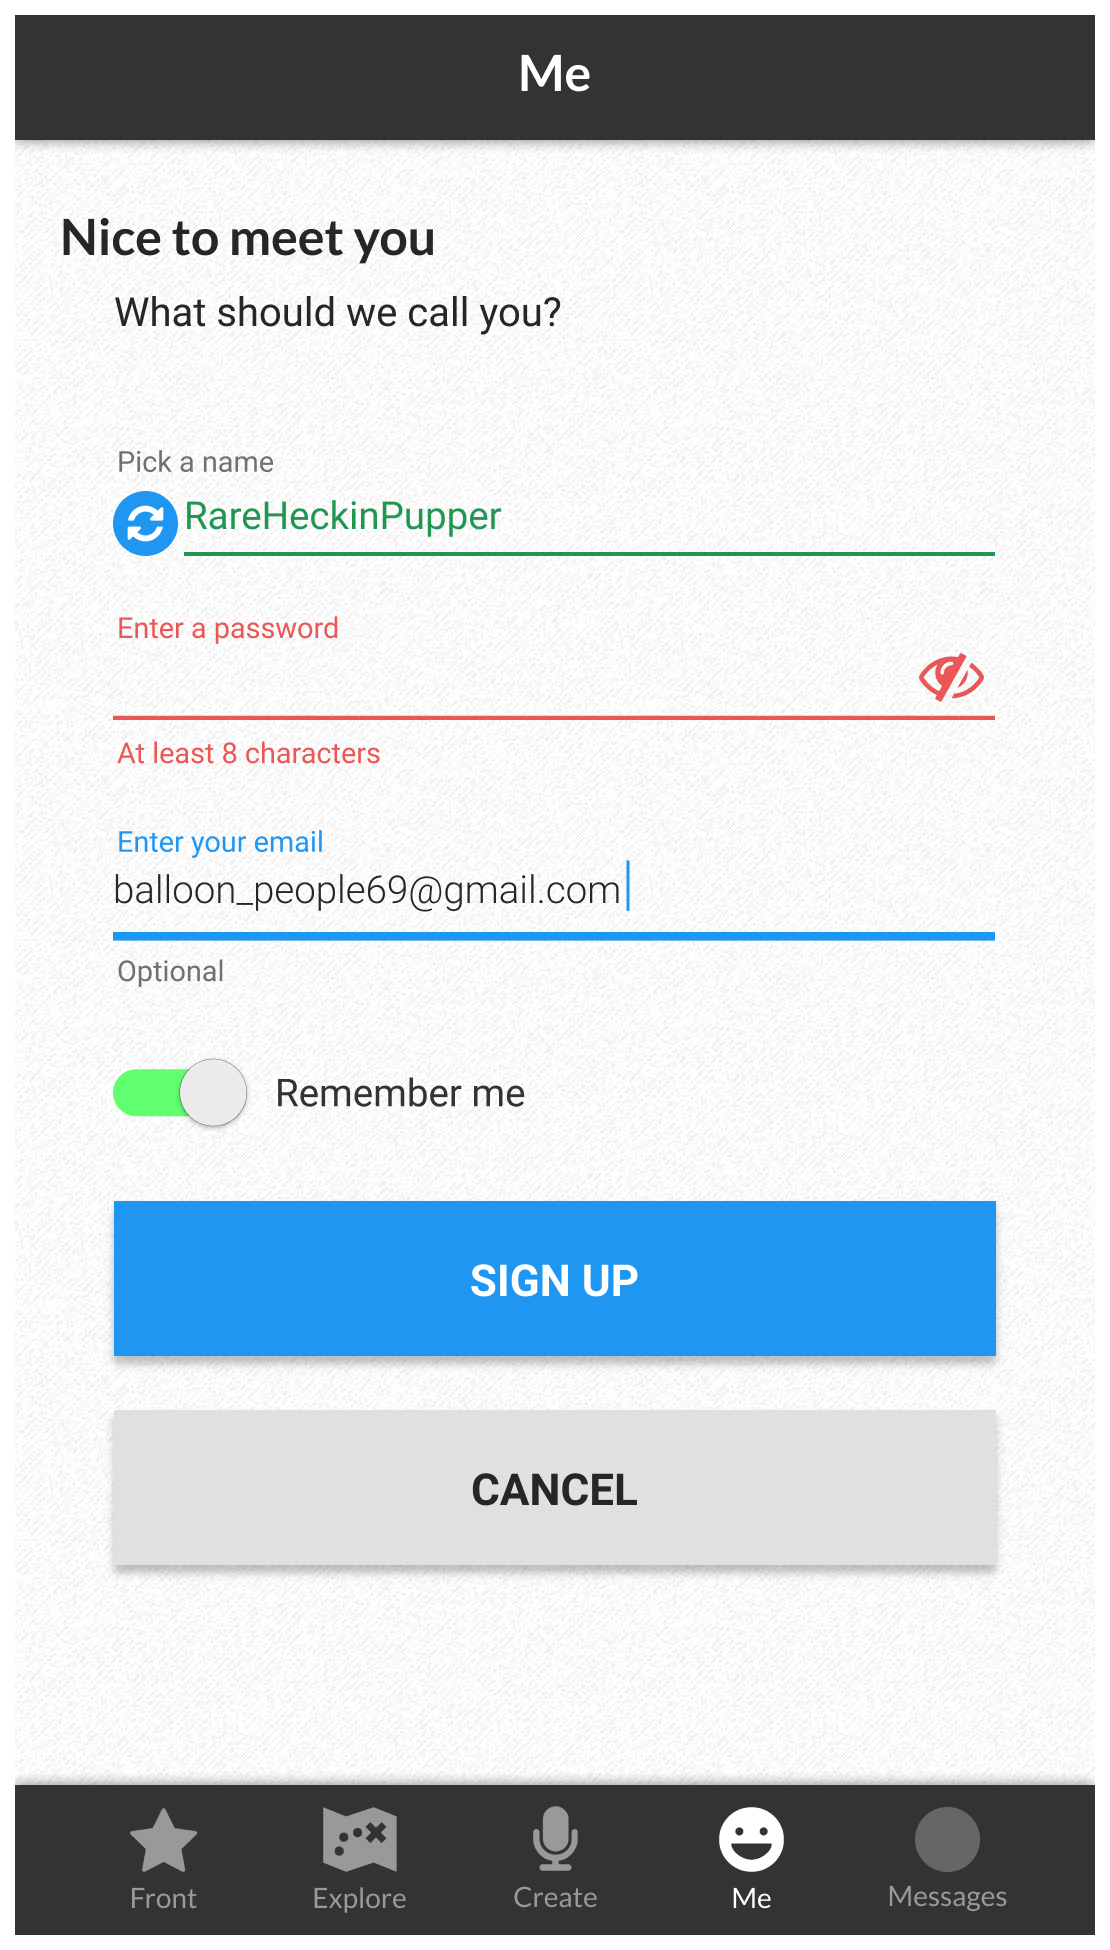 Me
Nice to meet you
What should we call you?
Pick a name
RareHeckinPupper
Enter a password
At least 8 characters
Enter your email
balloon_people69@gmail.com
Optional
Remember me
SIGN UP
CANCEL
Front Explore Create Me Messages